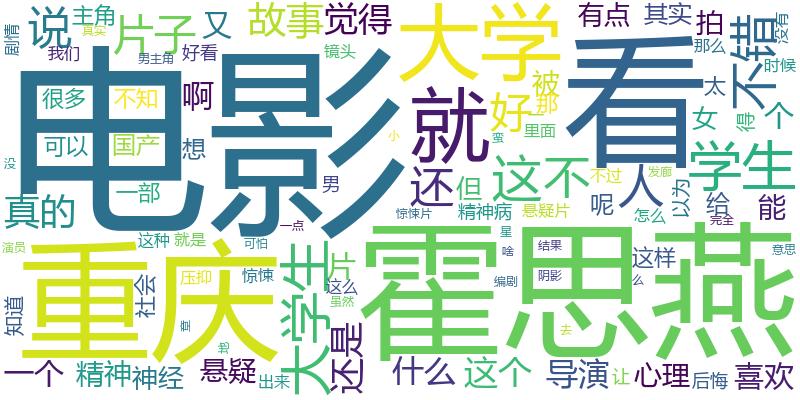 剧情 说 主角 片子 又 故事 觉得 大学 有点 其实 拍 不错 没有
我们 真实 男主角 好看 镜头 被 那 那么 时候
电影 看
很多 不知 啊 就 好 太
可以 国产 想 里面 女 得 个
没 一部 男 还 但 这不 小 蛮 人 不过 发廊 学生
真的 一点 惊悚片 精神病 悬疑片 呢 怎么 以为 给 完全 能
演员 这种 就是 可怕 大学生 片 星 啥 结果 这样 意思
重庆 霍思燕
知道 社会 压抑 惊悚 这么 虽然 编剧 阴影 么
一个 精神 神经 悬疑 出来 还是 什么 这个 导演 去 让 心理 后悔 喜欢